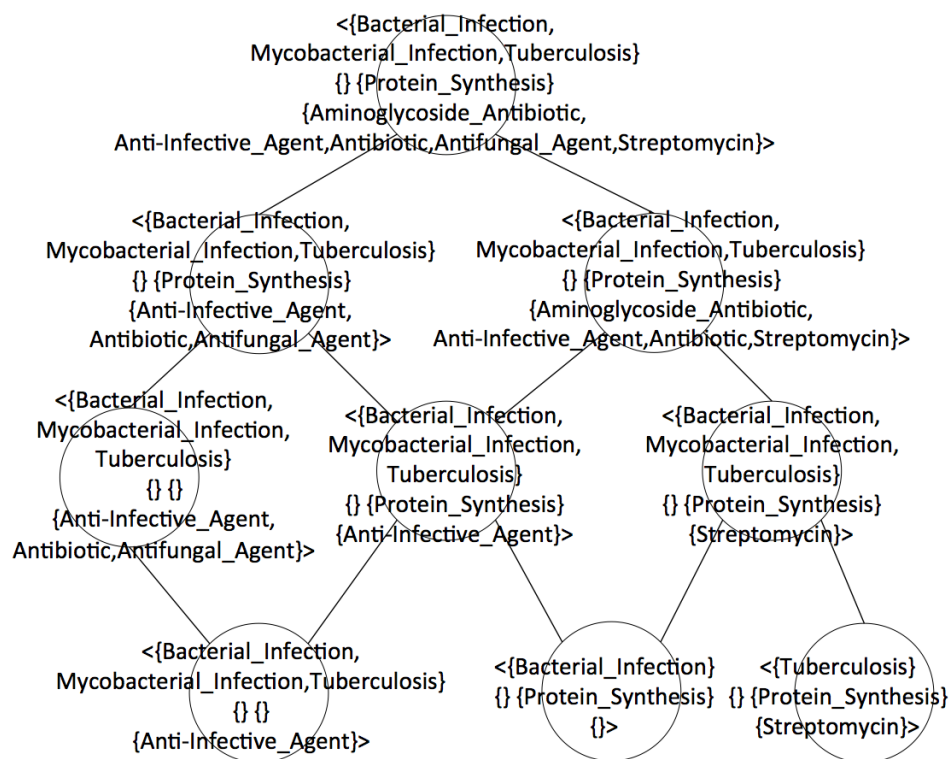 <{Bacterial_Infection,
Mycobacterial_Infection,Tuberculosis}
{} {Protein_Synthesis}
{Aminoglycoside_Antibiotic,
Anti-Infective_Agent,Antibiotic,Antifungal_Agent,Streptomycin}>
<{Bacterial_Infection,
Mycobacterial_Infection,Tuberculosis}
{} {Protein_Synthesis}
{Anti-Infective_Agent,
Antibiotic,Antifungal_Agent}>
<{Bacterial_Infection,
Mycobacterial_Infection,Tuberculosis}
{} {Protein_Synthesis}
{Aminoglycoside_Antibiotic,
Anti-Infective_Agent,Antibiotic,Streptomycin}>
<{Bacterial_Infection,
Mycobacterial_Infection,
Tuberculosis}
{} {}
{Anti-Infective_Agent,
Antibiotic,Antifungal_Agent}>
<{Bacterial_Infection,
Mycobacterial_Infection,
Tuberculosis}
{} {Protein_Synthesis}
{Anti-Infective_Agent}>
<{Bacterial_Infection,
Mycobacterial_Infection,
Tuberculosis}
{} {Protein_Synthesis}
{Streptomycin}>
<{Bacterial_Infection,
Mycobacterial_Infection,Tuberculosis}
{} {}
{Anti-Infective_Agent}>
<{Bacterial_Infection}
{} {Protein_Synthesis}
{}>
<{Tuberculosis}
{} {Protein_Synthesis}
{Streptomycin}>